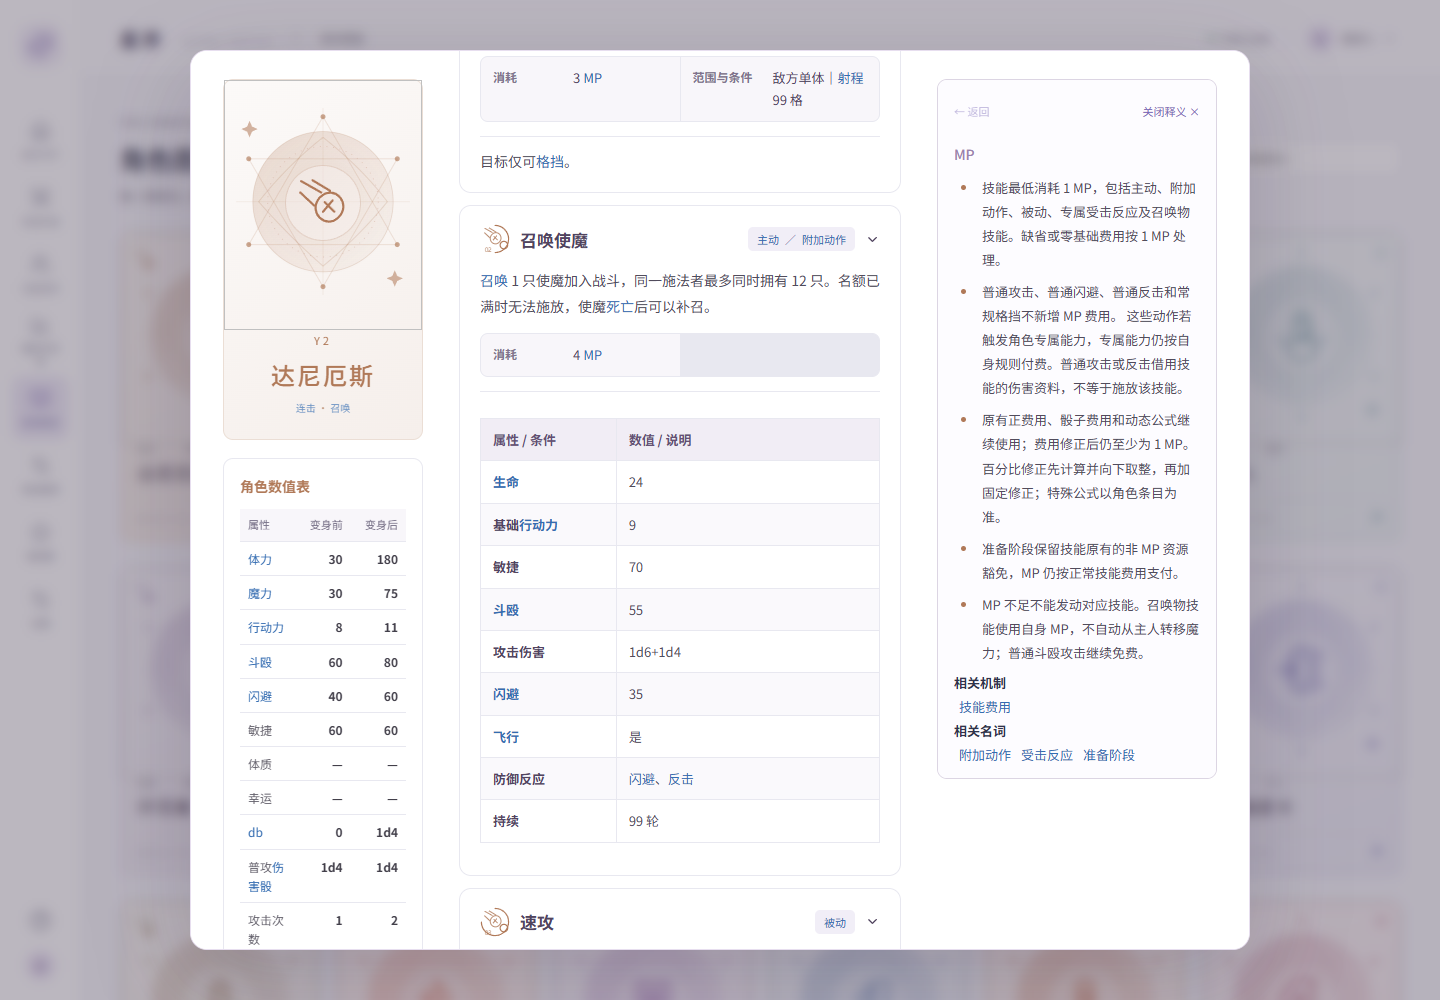 Y 2
达尼厄斯
连击 · 召唤
角色数值表
属性 变身前 变身后
体力 30 180
魔力 30 75
行动力 8 11
斗殴 60 80
闪避 40 60
敏捷 60 60
体质 — —
幸运 — —
db 0 1d4
普攻伤 1d4 1d4
害骰
攻击次 1 2
数
消耗 3 MP 范围与条件 敌方单体 | 射程
99 格
目标仅可格挡。
召唤使魔 主动 ／ 附加动作
召唤 1 只使魔加入战斗，同一施法者最多同时拥有 12 只。名额已
满时无法施放，使魔死亡后可以补召。
消耗 4 MP
属性 / 条件 数值 / 说明
生命 24
基础行动力 9
敏捷 70
斗殴 55
攻击伤害 1d6+1d4
闪避 35
飞行 是
防御反应 闪避、反击
持续 99 轮
速攻 被动
← 返回 关闭释义 ×
MP
技能最低消耗 1 MP，包括主动、附加
动作、被动、专属受击反应及召唤物
技能。缺省或零基础费用按 1 MP 处
理。
普通攻击、普通闪避、普通反击和常
规格挡不新增 MP 费用。 这些动作若
触发角色专属能力，专属能力仍按自
身规则付费。普通攻击或反击借用技
能的伤害资料，不等于施放该技能。
原有正费用、骰子费用和动态公式继
续使用；费用修正后仍至少为 1 MP。
百分比修正先计算并向下取整，再加
固定修正；特殊公式以角色条目为
准。
准备阶段保留技能原有的非 MP 资源
豁免，MP 仍按正常技能费用支付。
MP 不足不能发动对应技能。召唤物技
能使用自身 MP，不自动从主人转移魔
力；普通斗殴攻击继续免费。
相关机制
技能费用
相关名词
附加动作 受击反应 准备阶段